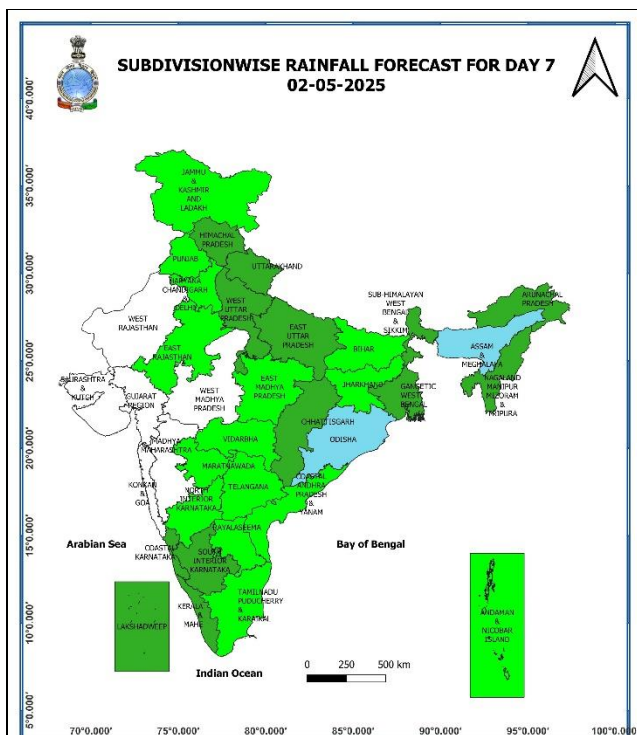 SUBDIVISIONWISE RAINFALL FORECAST FOR DAY 7
02-05-2025
40°0.000'
35°0.000'
30°0.000'
25°0.000'
20°0.000'
15°0.000'
10°0.000'
5°0.000'
JAMMU
&
KASHMIR
AND
LADAKH
HIMACHAL
PRADESH
PUNJAB
UTTARAKHAND
HARYANA
CHANDIGARH
&
DELHI
WEST
RAJASTHAN
WEST
UTTAR
PRADESH
EAST
UTTAR
PRADESH
EAST
RAJASTHAN
SUB-HIMALAYAN
WEST
BENGAL
&
SIKKIM
ARUNACHAL
PRADESH
ASSAM
&
MEGHALAYA
NAGALAND
MANIPUR
MIZORAM
&
TRIPURA
BIHAR
JHARKHAND
GANGETIC
WEST
BENGAL
SAURASHTRA
&
KUTCH
GUJARAT
REGION
WEST
MADHYA
PRADESH
EAST
MADHYA
PRADESH
CHHATTISGARH
ODISHA
MADHYA
MAHARASHTRA
VIDARBHA
MARATHAWADA
KONKAN
&
GOA
NORTH
INTERIOR
KARNATAKA
TELANGANA
COASTAL
ANDHRA
PRADESH
&
YANAM
RAYALASEEMA
COASTAL
KARNATAKA
SOUTH
INTERIOR
KARNATAKA
TAMILNADU
PUDUCHERRY
&
KARAIKAL
KERALA
&
MAHE
LAKSHADWEEP
ANDAMAN
&
NICOBAR
ISLAND
Arabian Sea
Bay of Bengal
Indian Ocean
0 250 500 km
70°0.000' 75°0.000' 80°0.000' 85°0.000' 90°0.000' 95°0.000' 100°0.000'